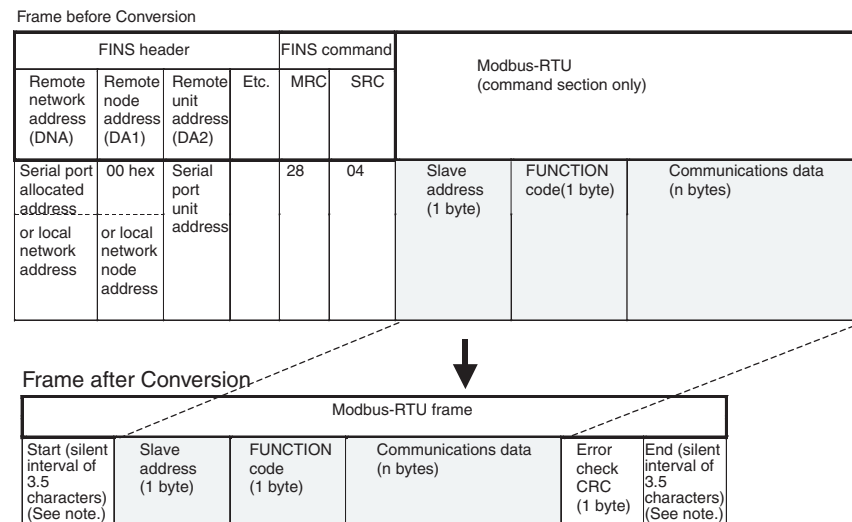 Frame before Conversion
FINS header
FINS command
Modbus-RTU
(command section only)
Remote
network
address
(DNA)
Remote
node
address
(DA1)
Remote
unit
address
(DA2)
Etc.
MRC
SRC
Serial port
allocated
address
or local
network
address
00 hex
or local
network
node
address
Serial
port
unit
address
28
04
Slave
address
(1 byte)
FUNCTION
code(1 byte)
Communications data
(n bytes)
Frame after Conversion
Modbus-RTU frame
Start (silent
interval of
3.5
characters)
(See note.)
Slave
address
(1 byte)
FUNCTION
code
(1 byte)
Communications data
(n bytes)
Error
check
CRC
(1 byte)
End (silent
interval of
3.5
characters)
(See note.)